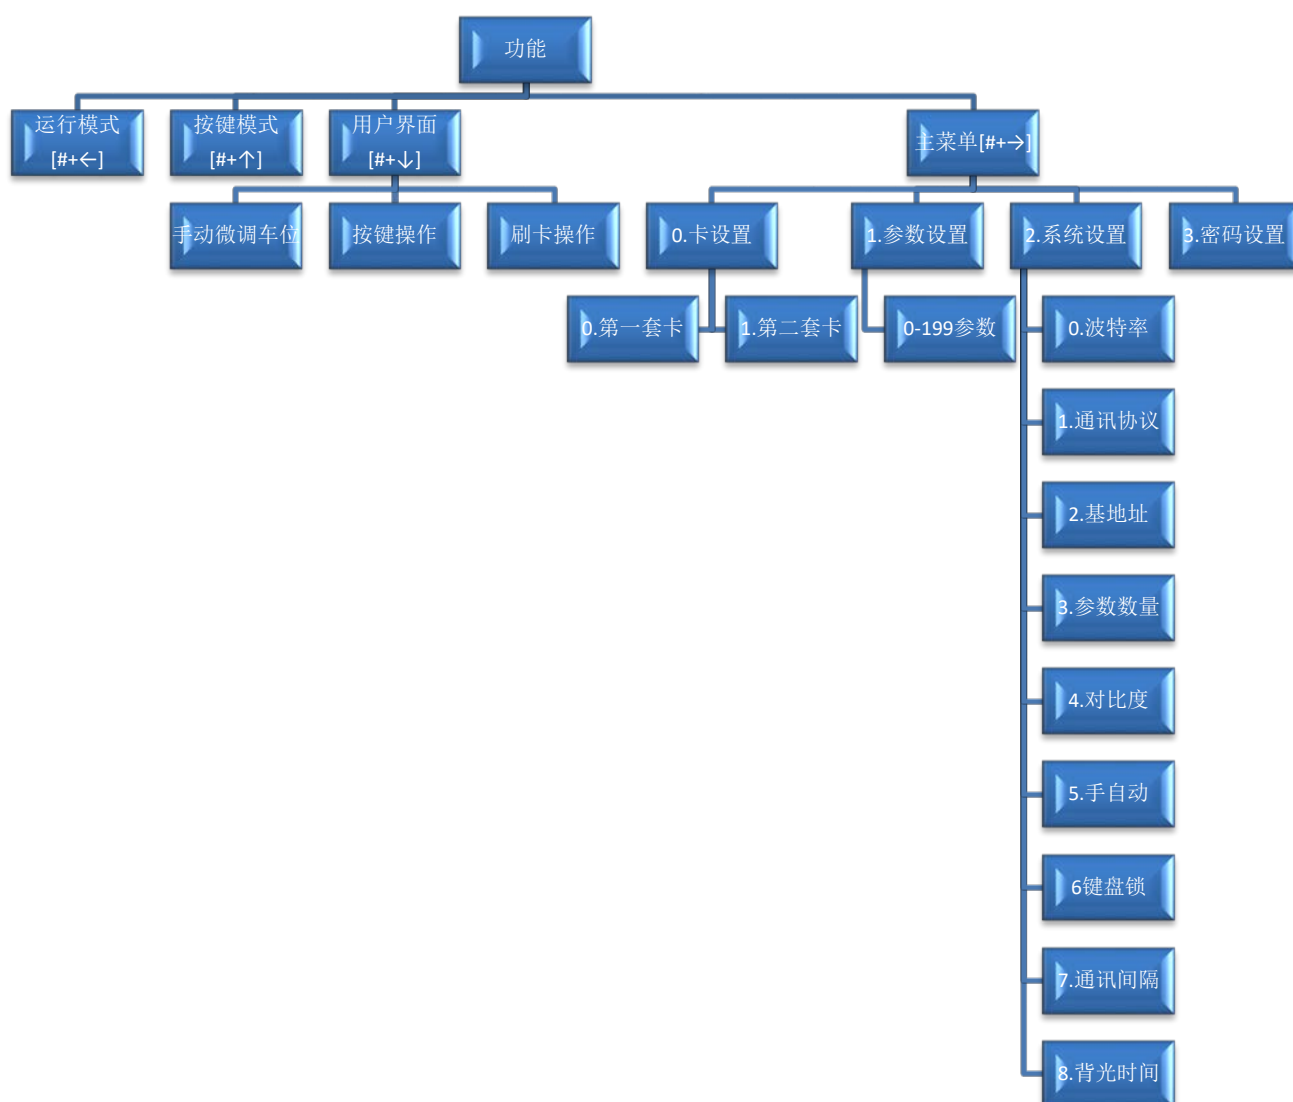 功能
运行模式
[#+←]
按键模式
[#+↑]
用户界面
[#+↓]
主菜单[#+→]
手动微调车位
按键操作
刷卡操作
0.卡设置
1.参数设置
2.系统设置
3.密码设置
0.第一套卡
1.第二套卡
0-199参数
0.波特率
1.通讯协议
2.基地址
3.参数数量
4.对比度
5.手自动
6键盘锁
7.通讯间隔
8.背光时间